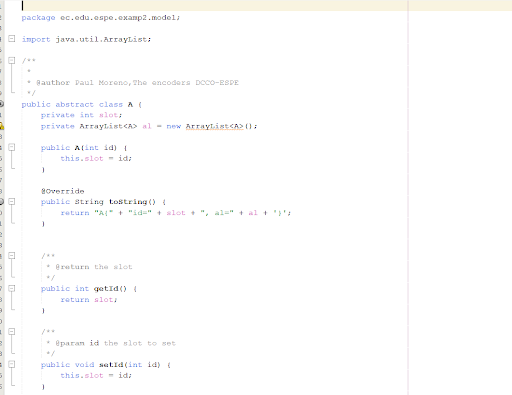 package ec.edu.espe.examp2.model;
import java.util.ArrayList;
/**
 *
 * @author Paul Moreno,The encoders DCCO-ESPE
 */
public abstract class A {
    private int slot;
    private ArrayList<A> al = new ArrayList<A>();
    public A(int id) {
        this.slot = id;
    }
    @Override
    public String toString() {
        return "A{" + "id=" + slot + ", al=" + al + '}';
    }
    /**
     * @return the slot
     */
    public int getId() {
        return slot;
    }
    /**
     * @param id the slot to set
     */
    public void setId(int id) {
        this.slot = id;
    }